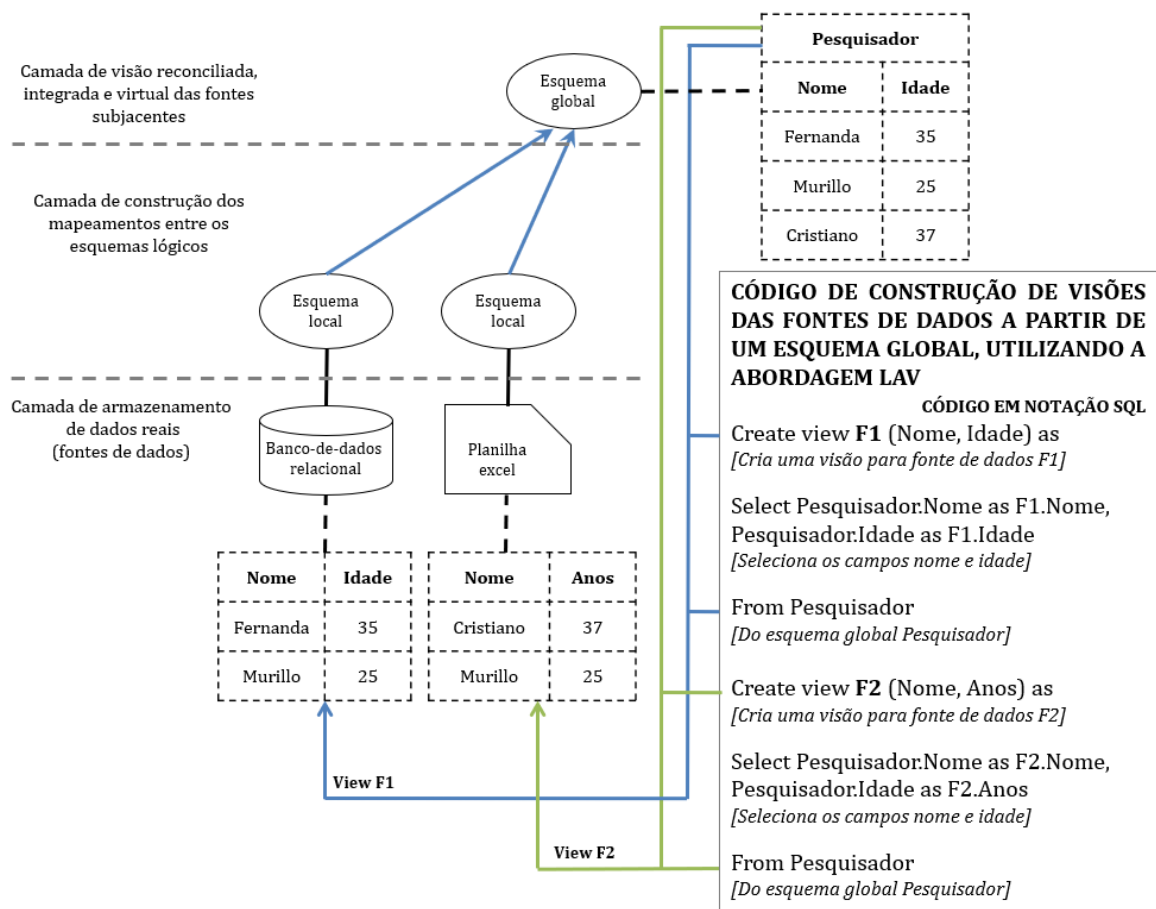 Camada de visão reconciliada,
integrada e virtual das fontes
subjacentes
Esquema
global
Pesquisador
Nome Idade
Fernanda 35
Murillo 25
Cristiano 37
Camada de construção dos
mapeamentos entre os
esquemas lógicos
Esquema
local
Esquema
local
Camada de armazenamento
de dados reais
(fontes de dados)
Banco-de-dados
relacional
Planilha
excel
Nome Idade
Fernanda 35
Murillo 25
Nome Anos
Cristiano 37
Murillo 25
View F1
View F2
CÓDIGO DE CONSTRUÇÃO DE VISÕES
DAS FONTES DE DADOS A PARTIR DE
UM ESQUEMA GLOBAL, UTILIZANDO A
ABORDAGEM LAV
CÓDIGO EM NOTAÇÃO SQL
Create view F1 (Nome, Idade) as
[Cria uma visão para fonte de dados F1]
Select Pesquisador.Nome as F1.Nome,
Pesquisador.Idade as F1.Idade
[Seleciona os campos nome e idade]
From Pesquisador
[Do esquema global Pesquisador]
Create view F2 (Nome, Anos) as
[Cria uma visão para fonte de dados F2]
Select Pesquisador.Nome as F2.Nome,
Pesquisador.Idade as F2.Anos
[Seleciona os campos nome e idade]
From Pesquisador
[Do esquema global Pesquisador]